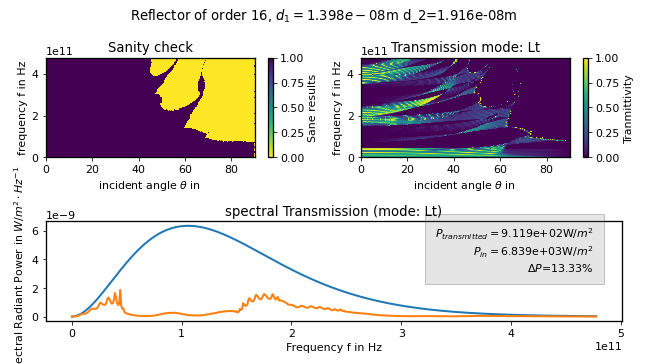 Reflector of order 16, d₁ = 1.398e − 08m d_2=1.916e-08m
Sanity check
1e11
frequency f in Hz
4
2
0
0 20 40 60 80
incident angle θ in
1.00
0.75
0.50
0.25
0.00
Sane results
Transmission mode: Lt
1e11
frequency f in Hz
4
2
0
0 20 40 60 80
incident angle θ in
1.00
0.75
0.50
0.25
0.00
Tranmittivity
spectral Transmission (mode: Lt)
1e−9
ectral Radiant Power in W/m² · Hz⁻¹
6
4
2
0
P_transmitted = 9.119e+02W/m²
P_in = 6.839e+03W/m²
ΔP=13.33%
0 1 2 3 4 5
1e11
Frequency f in Hz